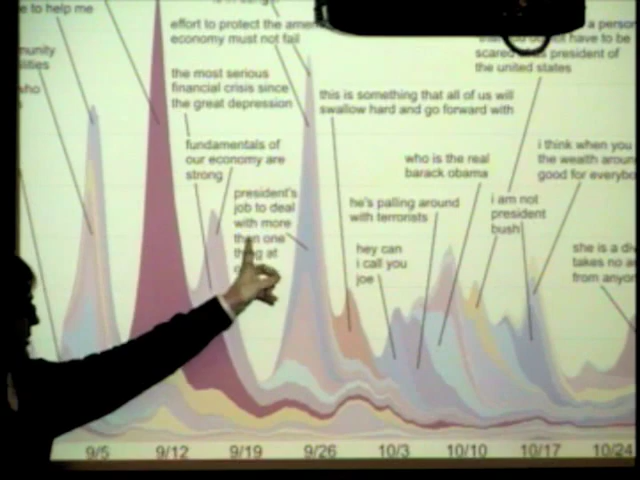 e to help me
effort to protect the
economy must not fail
a person
have to be
scared president of
the united states
the most serious
financial crisis since
the great depression
this is something that all of us will
swallow hard and go forward with
fundamentals of
our economy are
strong
who is the real
barack obama
i think when you
the wealth
good for everybo
president's
job to deal
with more
than one
at
he's palling around
with terrorists
i am not
president
bush
hey can
i call you
joe
she is a
takes no
from anyon
9/5 9/12 9/19 9/26 10/3 10/10 10/17 10/24